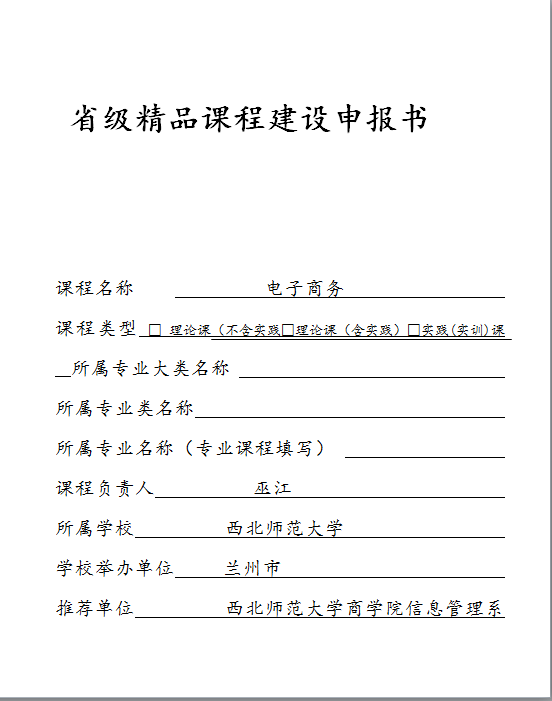 省级精品课程建设申报书
课程名称 电子商务
课程类型 □ 理论课（不含实践□理论课（含实践）□实践(实训)课
所属专业大类名称
所属专业类名称
所属专业名称（专业课程填写）
课程负责人 巫江
所属学校 西北师范大学
学校举办单位 兰州市
推荐单位 西北师范大学商学院信息管理系